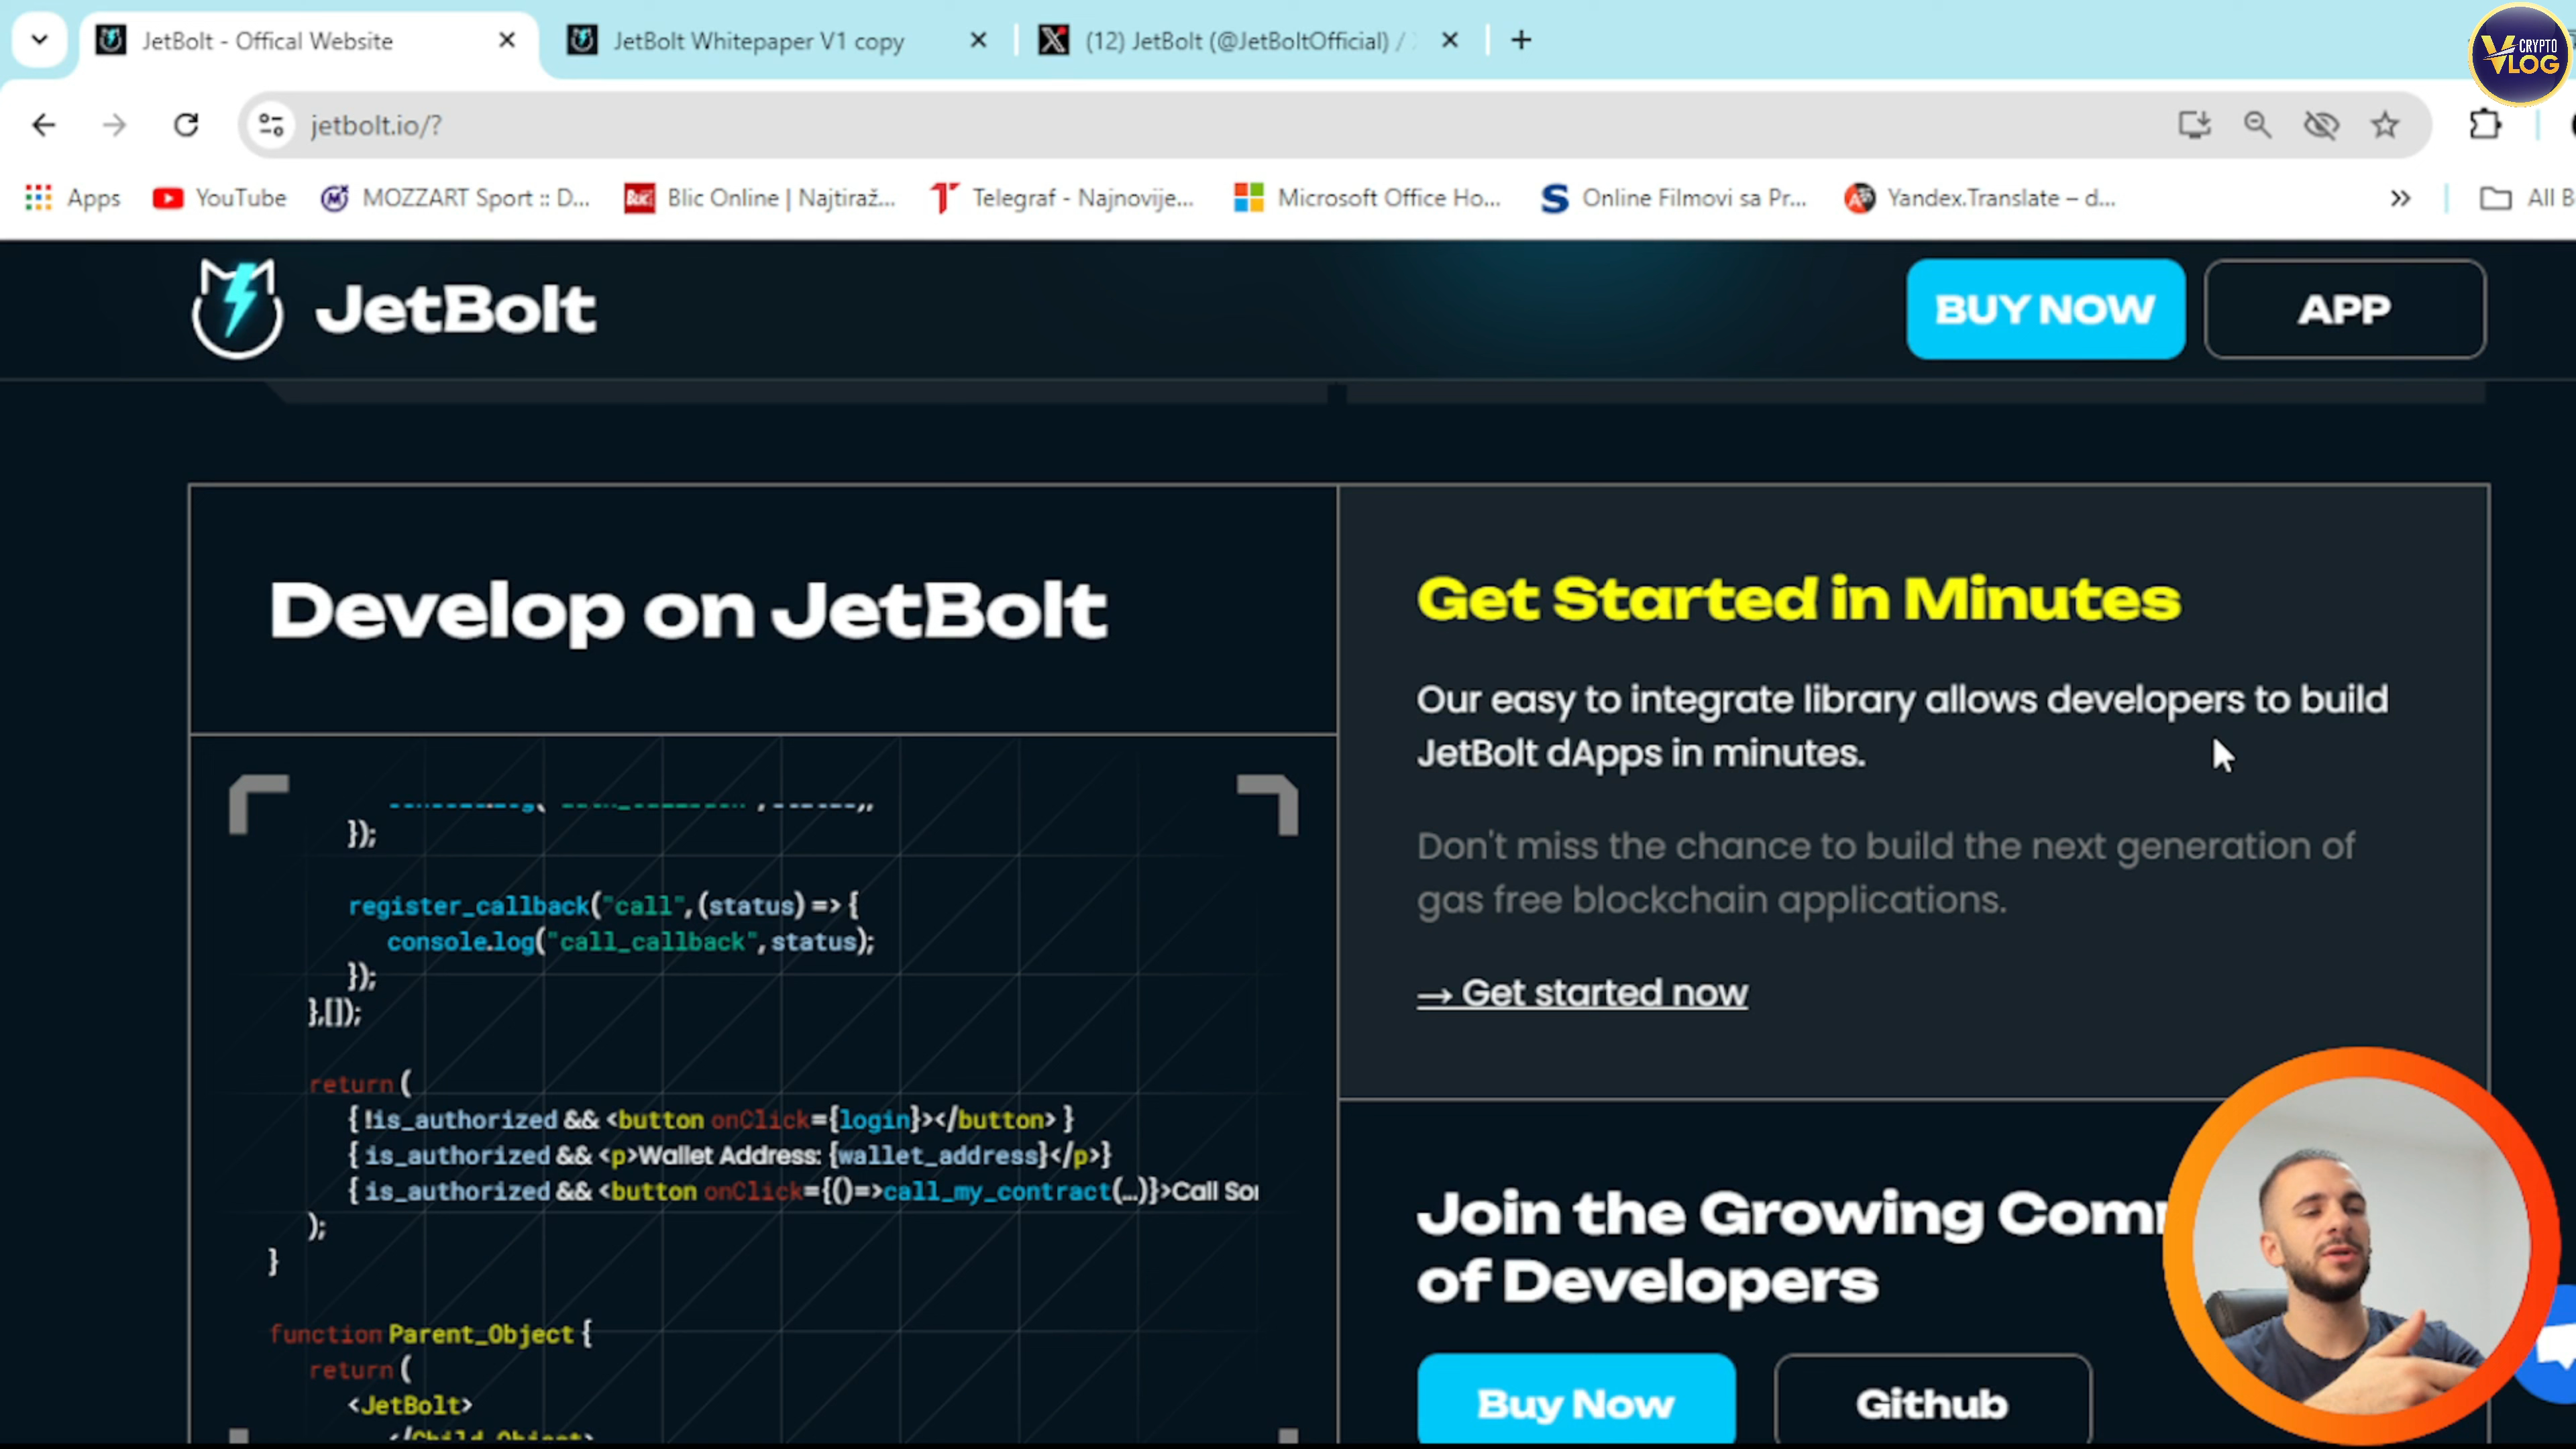 JetBolt - Offical Website
JetBolt Whitepaper V1 copy
(12) JetBolt (@JetBoltOfficial) /
CRYPTO
VLOG
jetbolt.io/?
Apps
YouTube
MOZZART Sport :: D...
Blic Online | Najtiraž...
Telegraf - Najnovije...
Microsoft Office Ho...
Online Filmovi sa Pr...
Yandex.Translate – d...
All B
JetBolt
BUY NOW
APP
Develop on JetBolt
Get Started in Minutes
Our easy to integrate library allows developers to build
JetBolt dApps in minutes.
Don't miss the chance to build the next generation of
gas free blockchain applications.
→ Get started now
});
register_callback("call",(status) => {
console.log("call_callback",status);
});
},[]);
return (
{ !is_authorized && <button onClick={login}></button> }
{ is_authorized && <p>Wallet Address: {wallet_address}</p>}
{ is_authorized && <button onClick={()=>call_my_contract(…)}>Call
);
}
function Parent_Object {
return (
<JetBolt>
</Child_Object>
Join the Growing
of Developers
Buy Now
Github